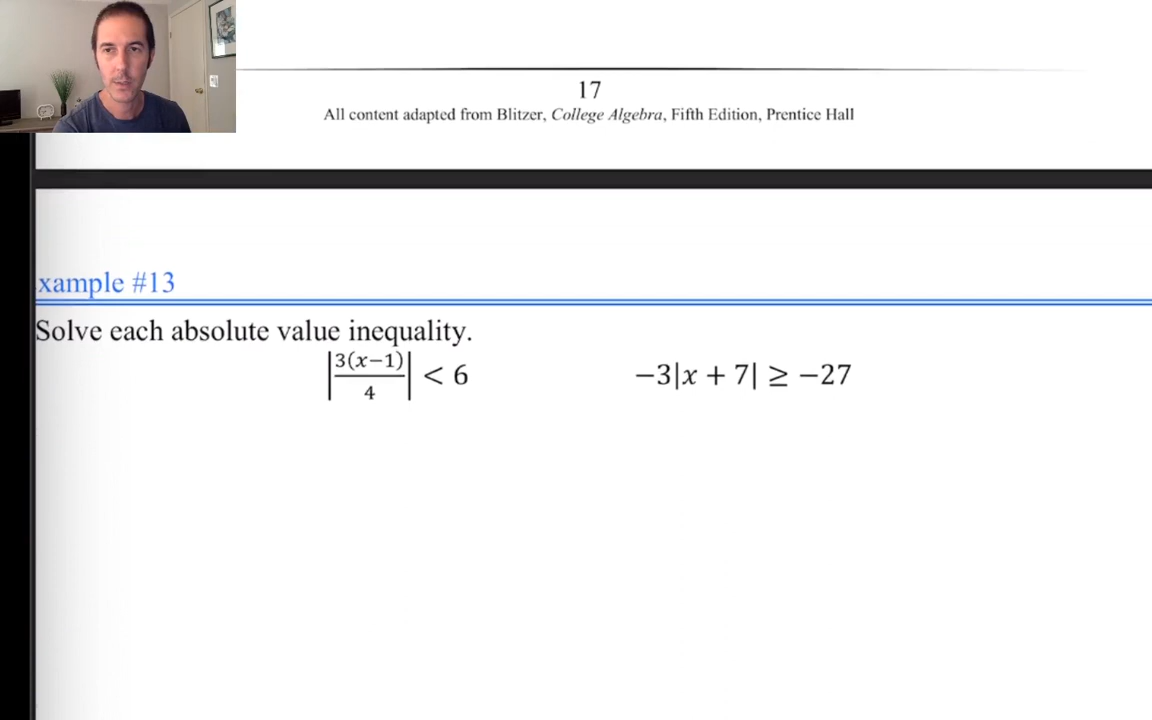 17
All content adapted from Blitzer, College Algebra, Fifth Edition, Prentice Hall
xample #13
Solve each absolute value inequality.
|3(x−1)/4| < 6 −3|x + 7| ≥ −27